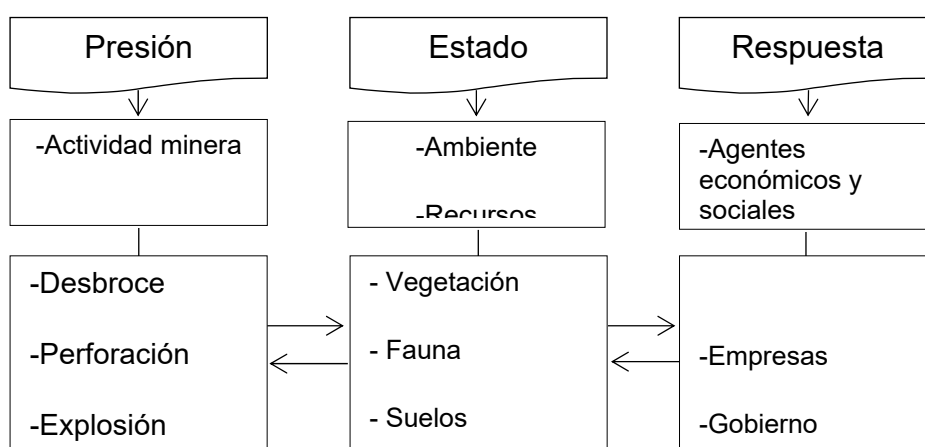 Presión
Estado
Respuesta
-Actividad minera
-Ambiente
-Recursos
-Agentes
económicos y
sociales
-Desbroce
-Perforación
-Explosión
- Vegetación
- Fauna
- Suelos
-Empresas
-Gobierno